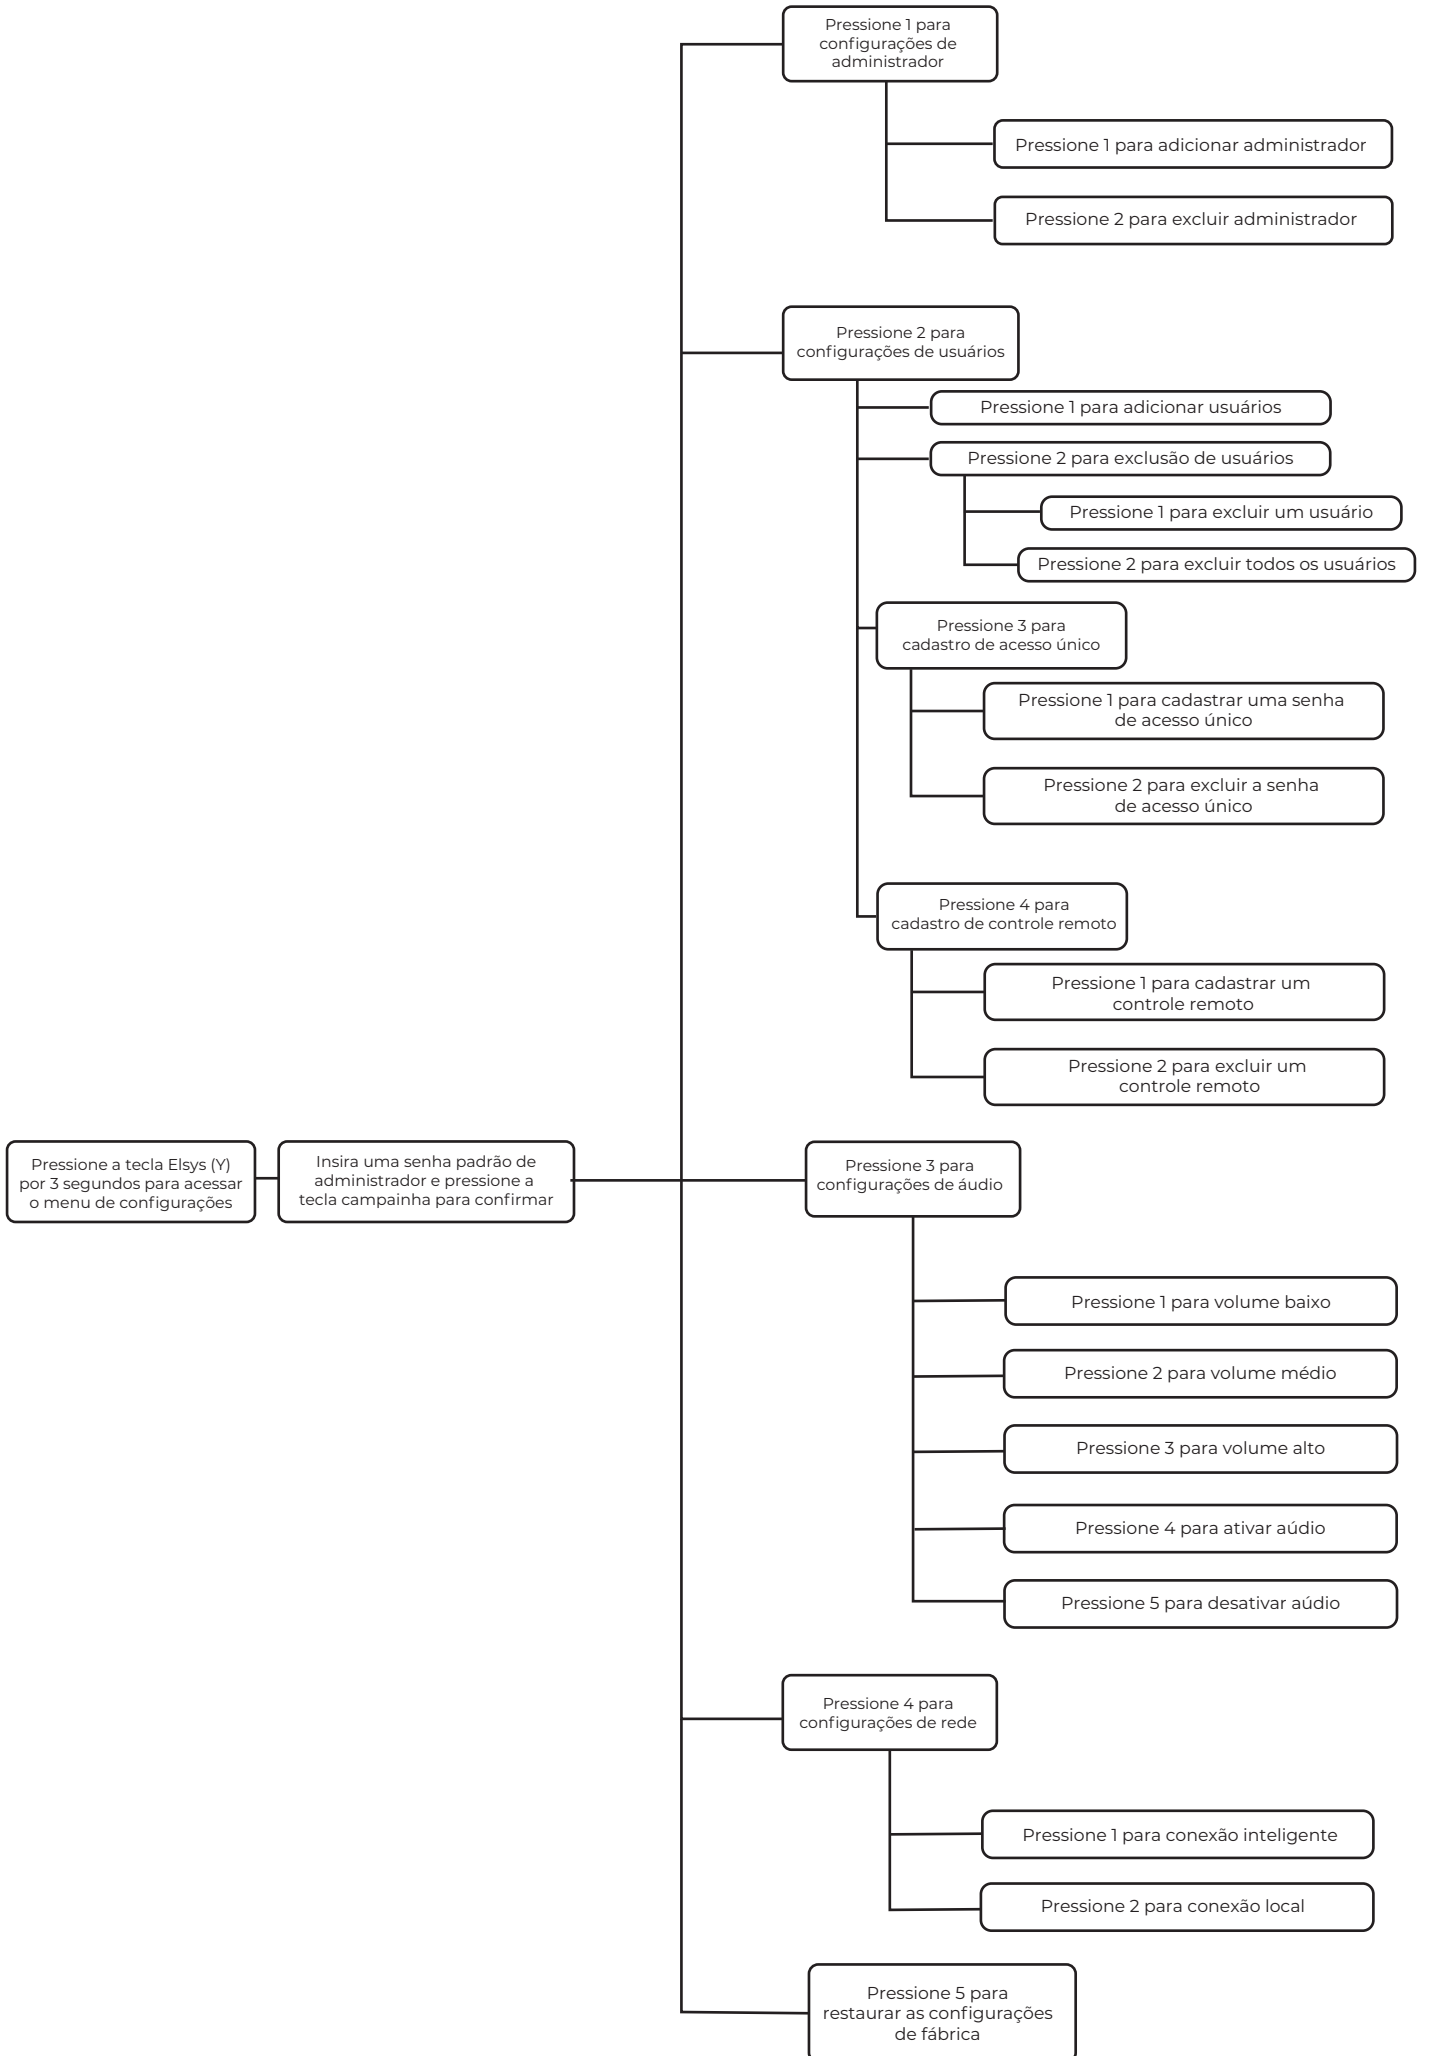 Pressione 1 para
configurações de
administrador
Pressione 1 para adicionar administrador
Pressione 2 para excluir administrador
Pressione 2 para
configurações de usuários
Pressione 1 para adicionar usuários
Pressione 2 para exclusão de usuários
Pressione 1 para excluir um usuário
Pressione 2 para excluir todos os usuários
Pressione 3 para
cadastro de acesso único
Pressione 1 para cadastrar uma senha
de acesso único
Pressione 2 para excluir a senha
de acesso único
Pressione 4 para
cadastro de controle remoto
Pressione 1 para cadastrar um
controle remoto
Pressione 2 para excluir um
controle remoto
Pressione a tecla Elsys (Y)
por 3 segundos para acessar
o menu de configurações
Insira uma senha padrão de
administrador e pressione a
tecla campainha para confirmar
Pressione 3 para
configurações de áudio
Pressione 1 para volume baixo
Pressione 2 para volume médio
Pressione 3 para volume alto
Pressione 4 para ativar aúdio
Pressione 5 para desativar aúdio
Pressione 4 para
configurações de rede
Pressione 1 para conexão inteligente
Pressione 2 para conexão local
Pressione 5 para
restaurar as configurações
de fábrica